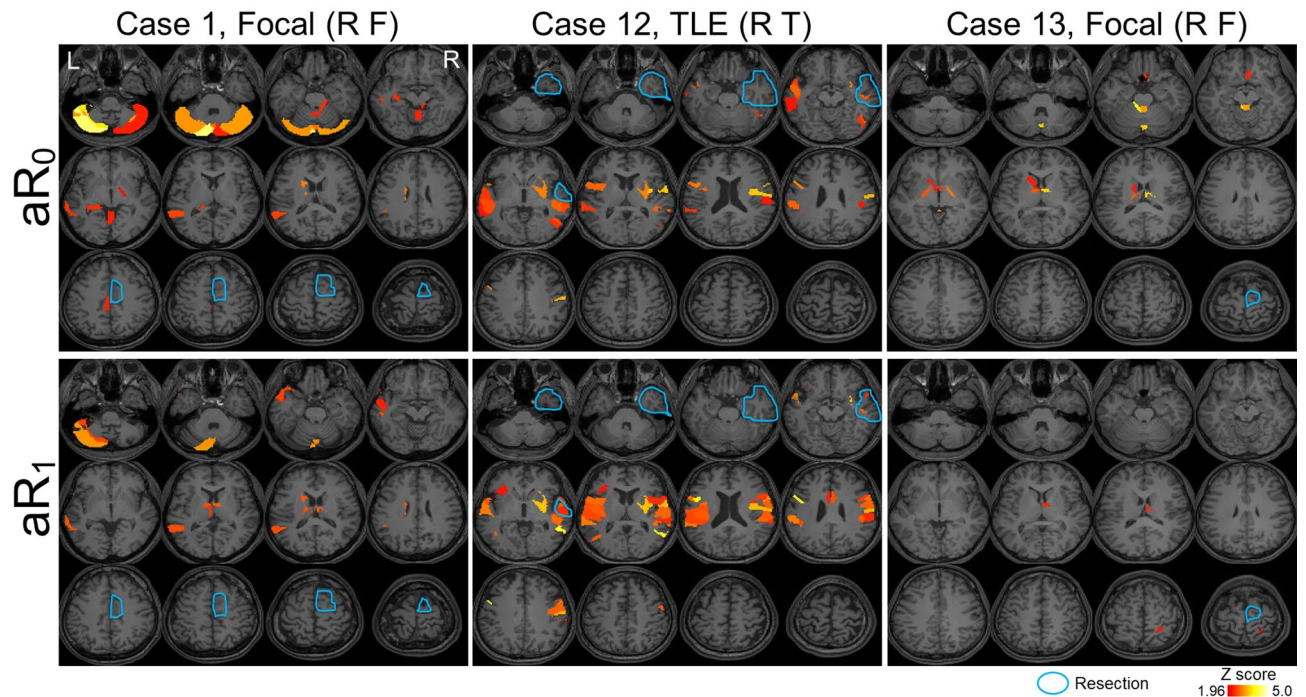 Case 1, Focal (R F)
Case 12, TLE (R T)
Case 13, Focal (R F)
L
R
aR0
aR1
Resection
Z score
1.96
5.0